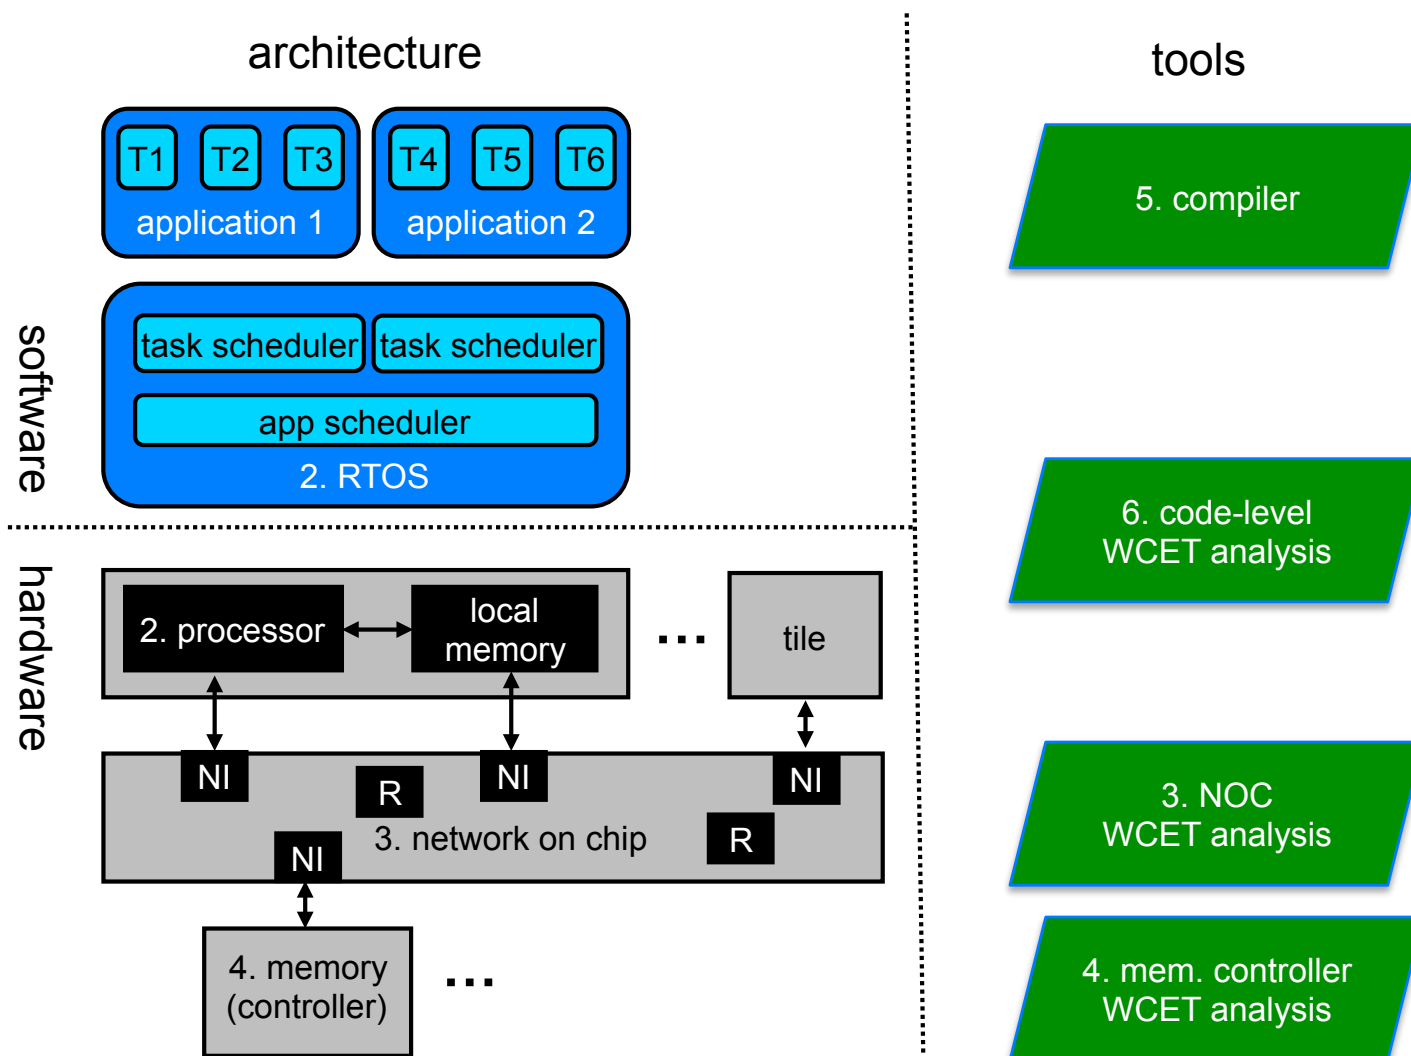 architecture
tools
T1 T2 T3
application 1
T4 T5 T6
application 2
5. compiler
software
task scheduler
task scheduler
app scheduler
2. RTOS
6. code-level
WCET analysis
hardware
2. processor
local
memory
...
tile
NI
R
NI
NI
3. network on chip
R
NI
3. NOC
WCET analysis
4. memory
(controller)
...
4. mem. controller
WCET analysis